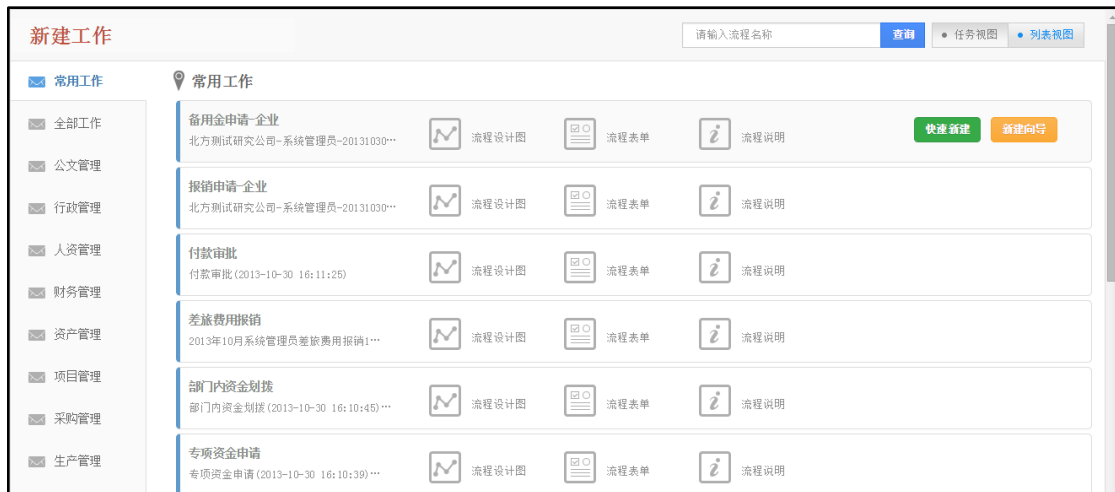 新建工作
请输入流程名称
查询
任务视图
列表视图
常用工作
全部工作
公文管理
行政管理
人资管理
财务管理
资产管理
项目管理
采购管理
生产管理
常用工作
备用金申请-企业
北方测试研究公司-系统管理员-20131030…
流程设计图
流程表单
流程说明
快速新建
新建向导
报销申请-企业
北方测试研究公司-系统管理员-20131030…
流程设计图
流程表单
流程说明
付款审批
付款审批(2013-10-30 16:11:25)
流程设计图
流程表单
流程说明
差旅费用报销
2013年10月系统管理员差旅费用报销1…
流程设计图
流程表单
流程说明
部门内资金划拨
部门内资金划拨(2013-10-30 16:10:45)…
流程设计图
流程表单
流程说明
专项资金申请
专项资金申请(2013-10-30 16:10:39)…
流程设计图
流程表单
流程说明